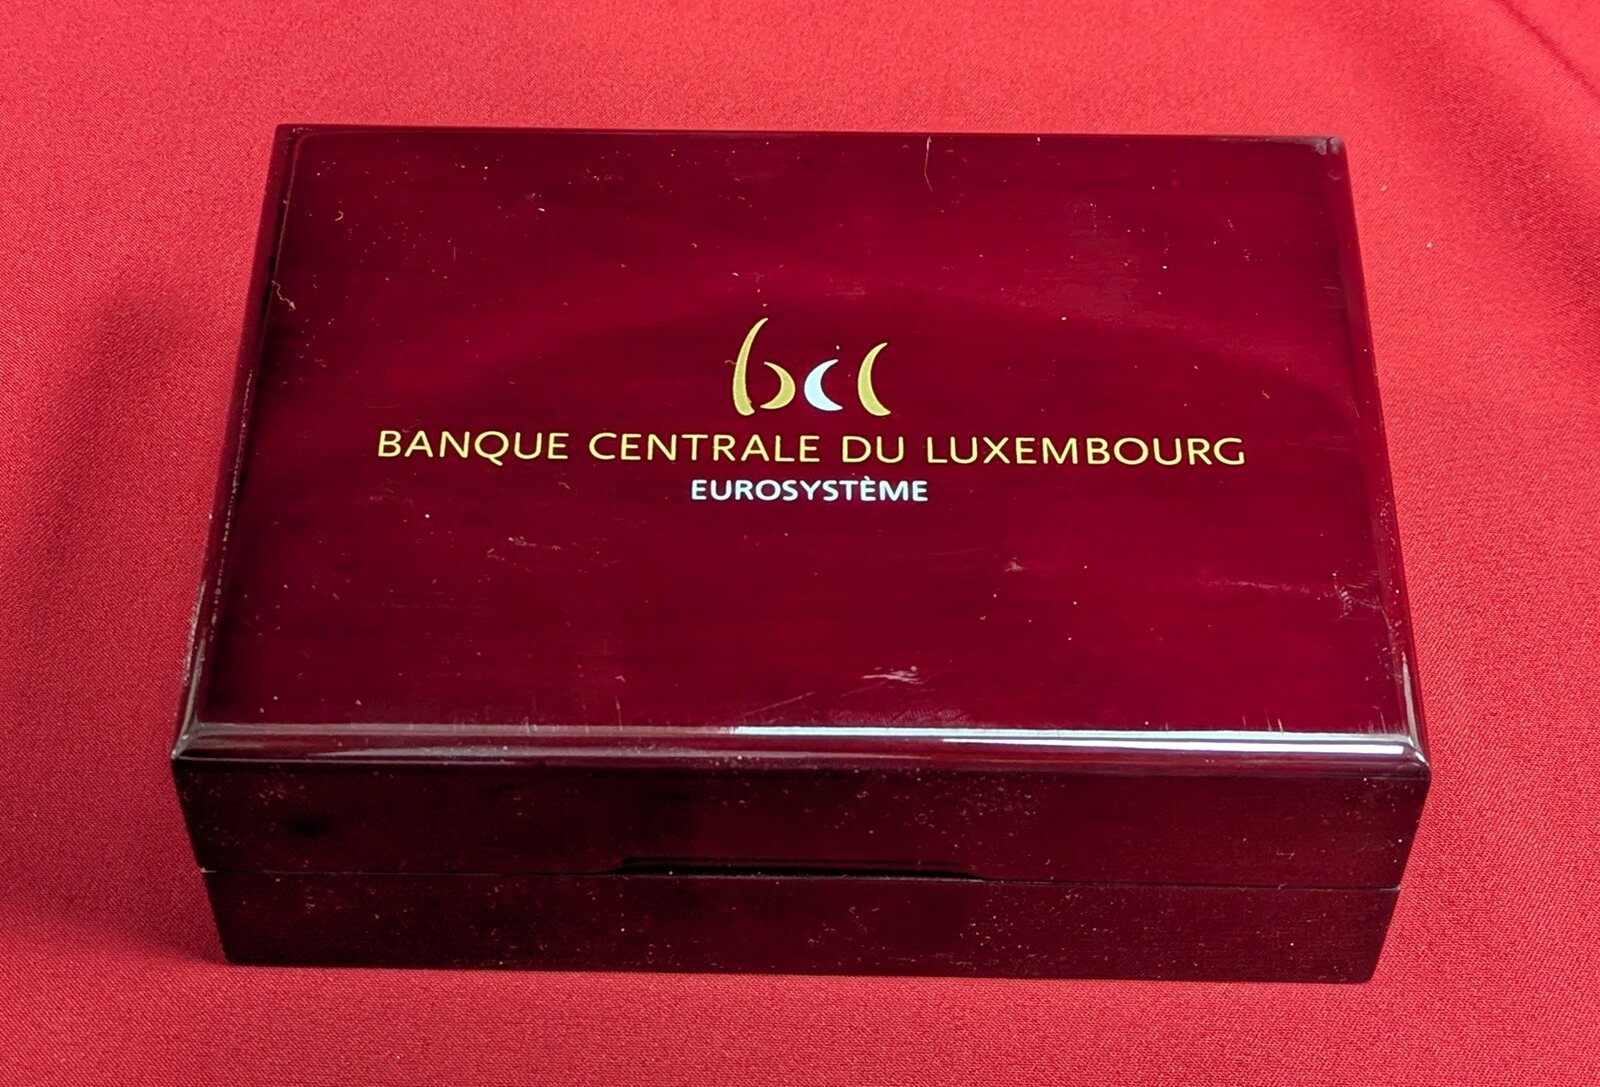 bcl
BANQUE CENTRALE DU LUXEMBOURG
EUROSYSTÈME